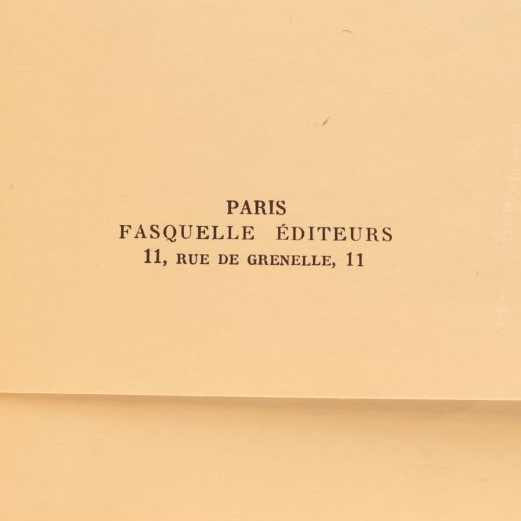 PARIS
FASQUELLE ÉDITEURS
11, RUE DE GRENELLE, 11